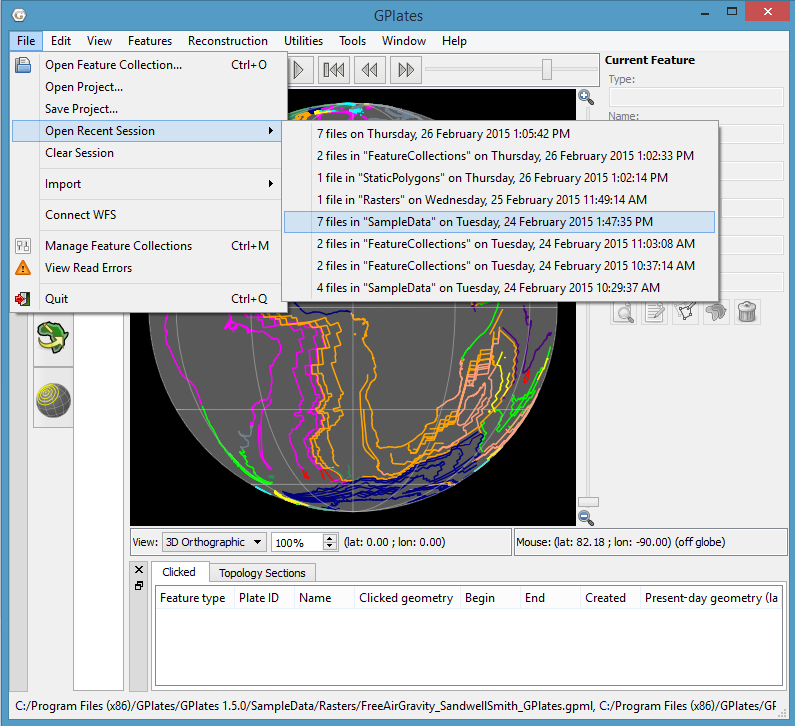 GPlates
File Edit View Features Reconstruction Utilities Tools Window Help
Open Feature Collection... Ctrl+O
Open Project...
Save Project...
Open Recent Session
Clear Session
Import
Connect WFS
Manage Feature Collections Ctrl+M
View Read Errors
Quit Ctrl+Q
7 files on Thursday, 26 February 2015 1:05:42 PM
2 files in "FeatureCollections" on Thursday, 26 February 2015 1:02:33 PM
1 file in "StaticPolygons" on Thursday, 26 February 2015 1:02:14 PM
1 file in "Rasters" on Wednesday, 25 February 2015 11:49:14 AM
7 files in "SampleData" on Tuesday, 24 February 2015 1:47:35 PM
2 files in "FeatureCollections" on Tuesday, 24 February 2015 11:03:08 AM
2 files in "FeatureCollections" on Tuesday, 24 February 2015 10:37:14 AM
4 files in "SampleData" on Tuesday, 24 February 2015 10:29:37 AM
Current Feature
Type:
Name:
View: 3D Orthographic 100% (lat: 0.00 ; lon: 0.00)
Mouse: (lat: 82.18 ; lon: -90.00) (off globe)
Clicked Topology Sections
Feature type Plate ID Name Clicked geometry Begin End Created Present-day geometry (la
C:/Program Files (x86)/GPlates/GPlates 1.5.0/SampleData/Rasters/FreeAirGravity_SandwellSmith_GPlates.gpml, C:/Program Files (x86)/GPlates/GF